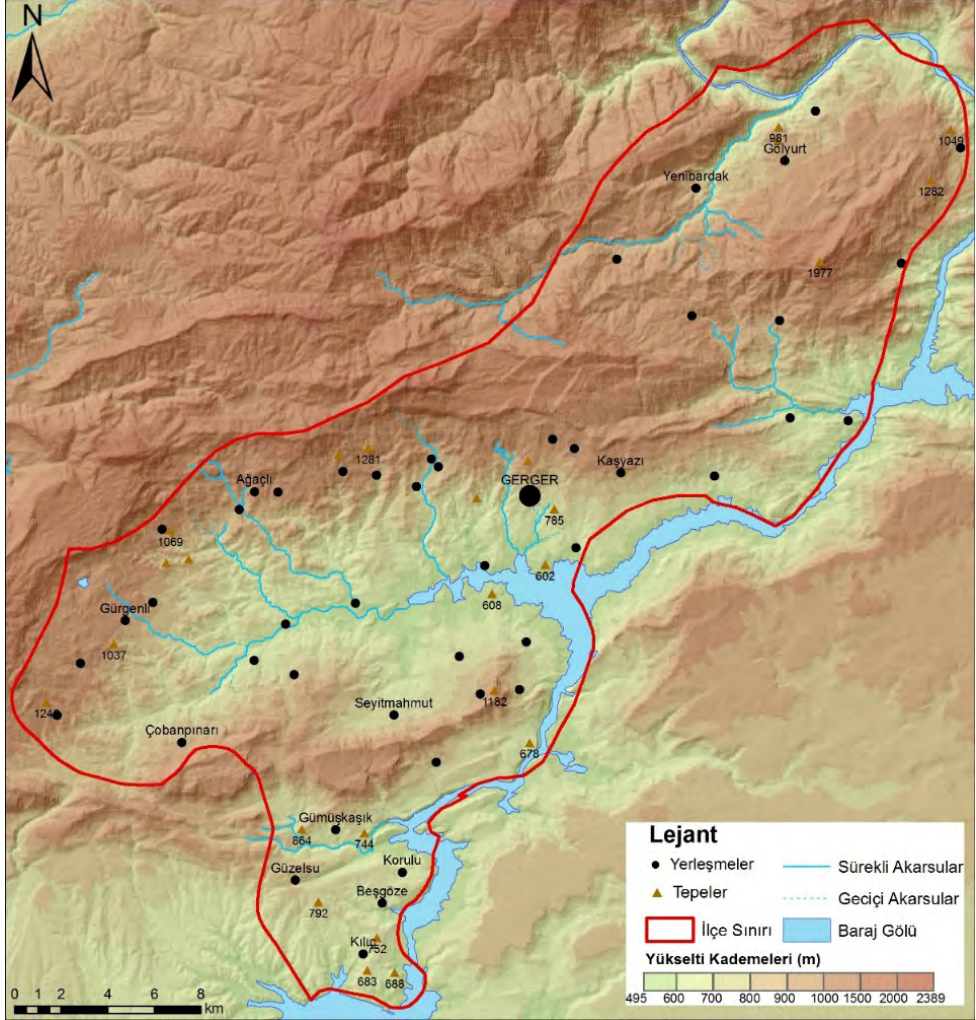 N
1049
981
Gölyurt
Yenibardak
1282
1977
1281
Kaşyazı
Ağaçlı
GERGER
785
1069
602
608
Gürgenli
1037
1182
Seyitmahmut
Çobanpınarı
678
Gümüşkaşık
864
744
Korulu
Güzelsu
Beşgöze
792
Kılıç
752
683
688
Lejant
Yerleşmeler
Sürekli Akarsular
Tepeler
Geçiçi Akarsular
İlçe Sınırı
Baraj Gölü
Yükselti Kademeleri (m)
495 600 700 800 900 1000 1500 2000 2389
0 1 2 4 6 8
km